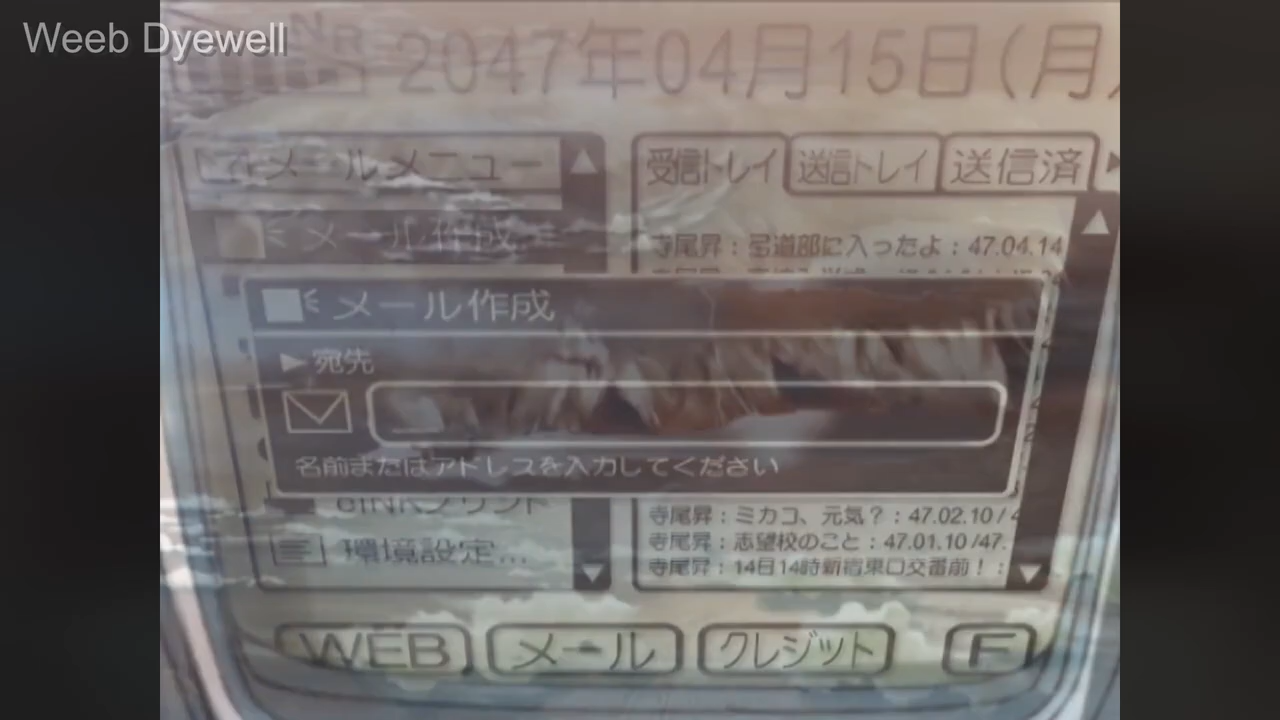 Weeb Dyewell
2047年04月15日(月)
メールメニュー
受信トレイ 送信トレイ 送信済
メール作成
寺尾昇：弓道部に入ったよ：47.04.14
メール作成
宛先
名前またはアドレスを入力してください
寺尾昇：ミカコ、元気？：47.02.10/4
環境設定...
寺尾昇：志望校のこと：47.01.10/47.
寺尾昇：14日14時新宿東口交番前！：
WEB メール クレジット F